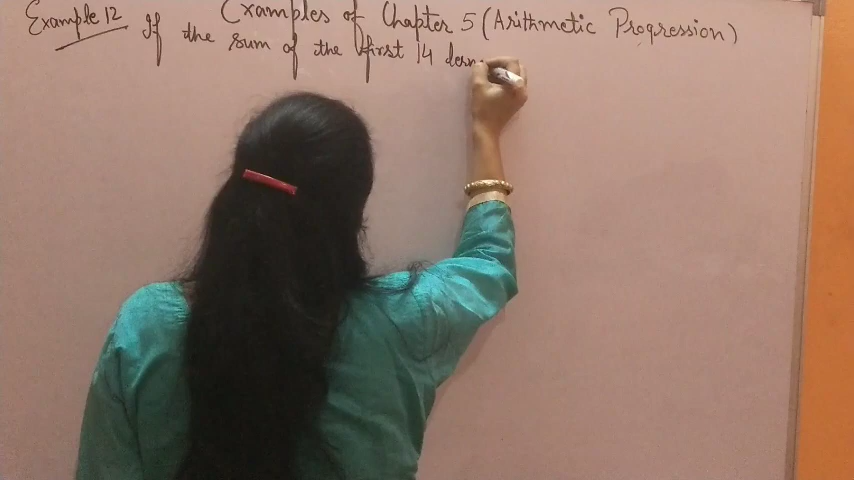 Examples of Chapter 5 (Arithmetic Progression)
Example 12 If the sum of the first 14